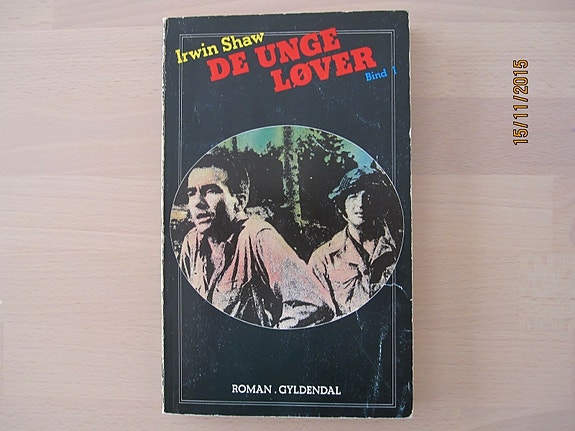 Irwin Shaw
DE UNGE
LØVER
Bind 1
ROMAN . GYLDENDAL
15/11/2015